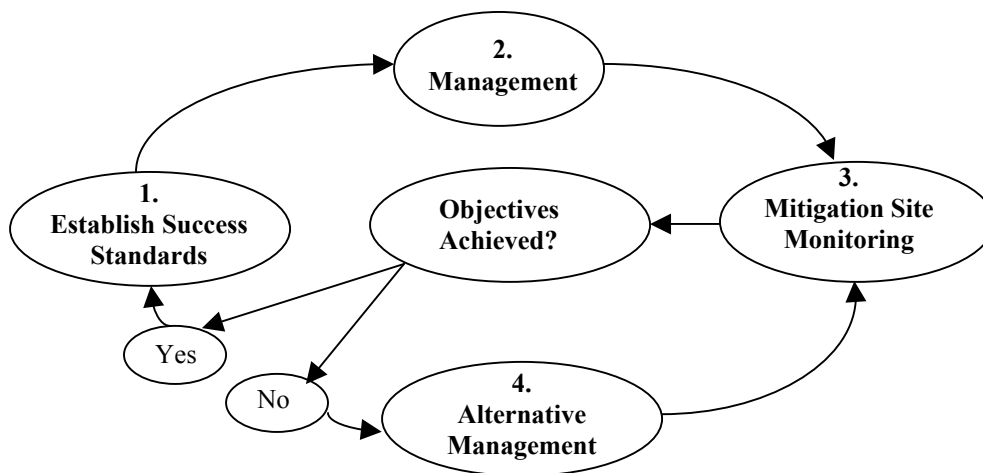 2.
Management
1.
Establish Success
Standards
Objectives
Achieved?
3.
Mitigation Site
Monitoring
Yes
No
4.
Alternative
Management